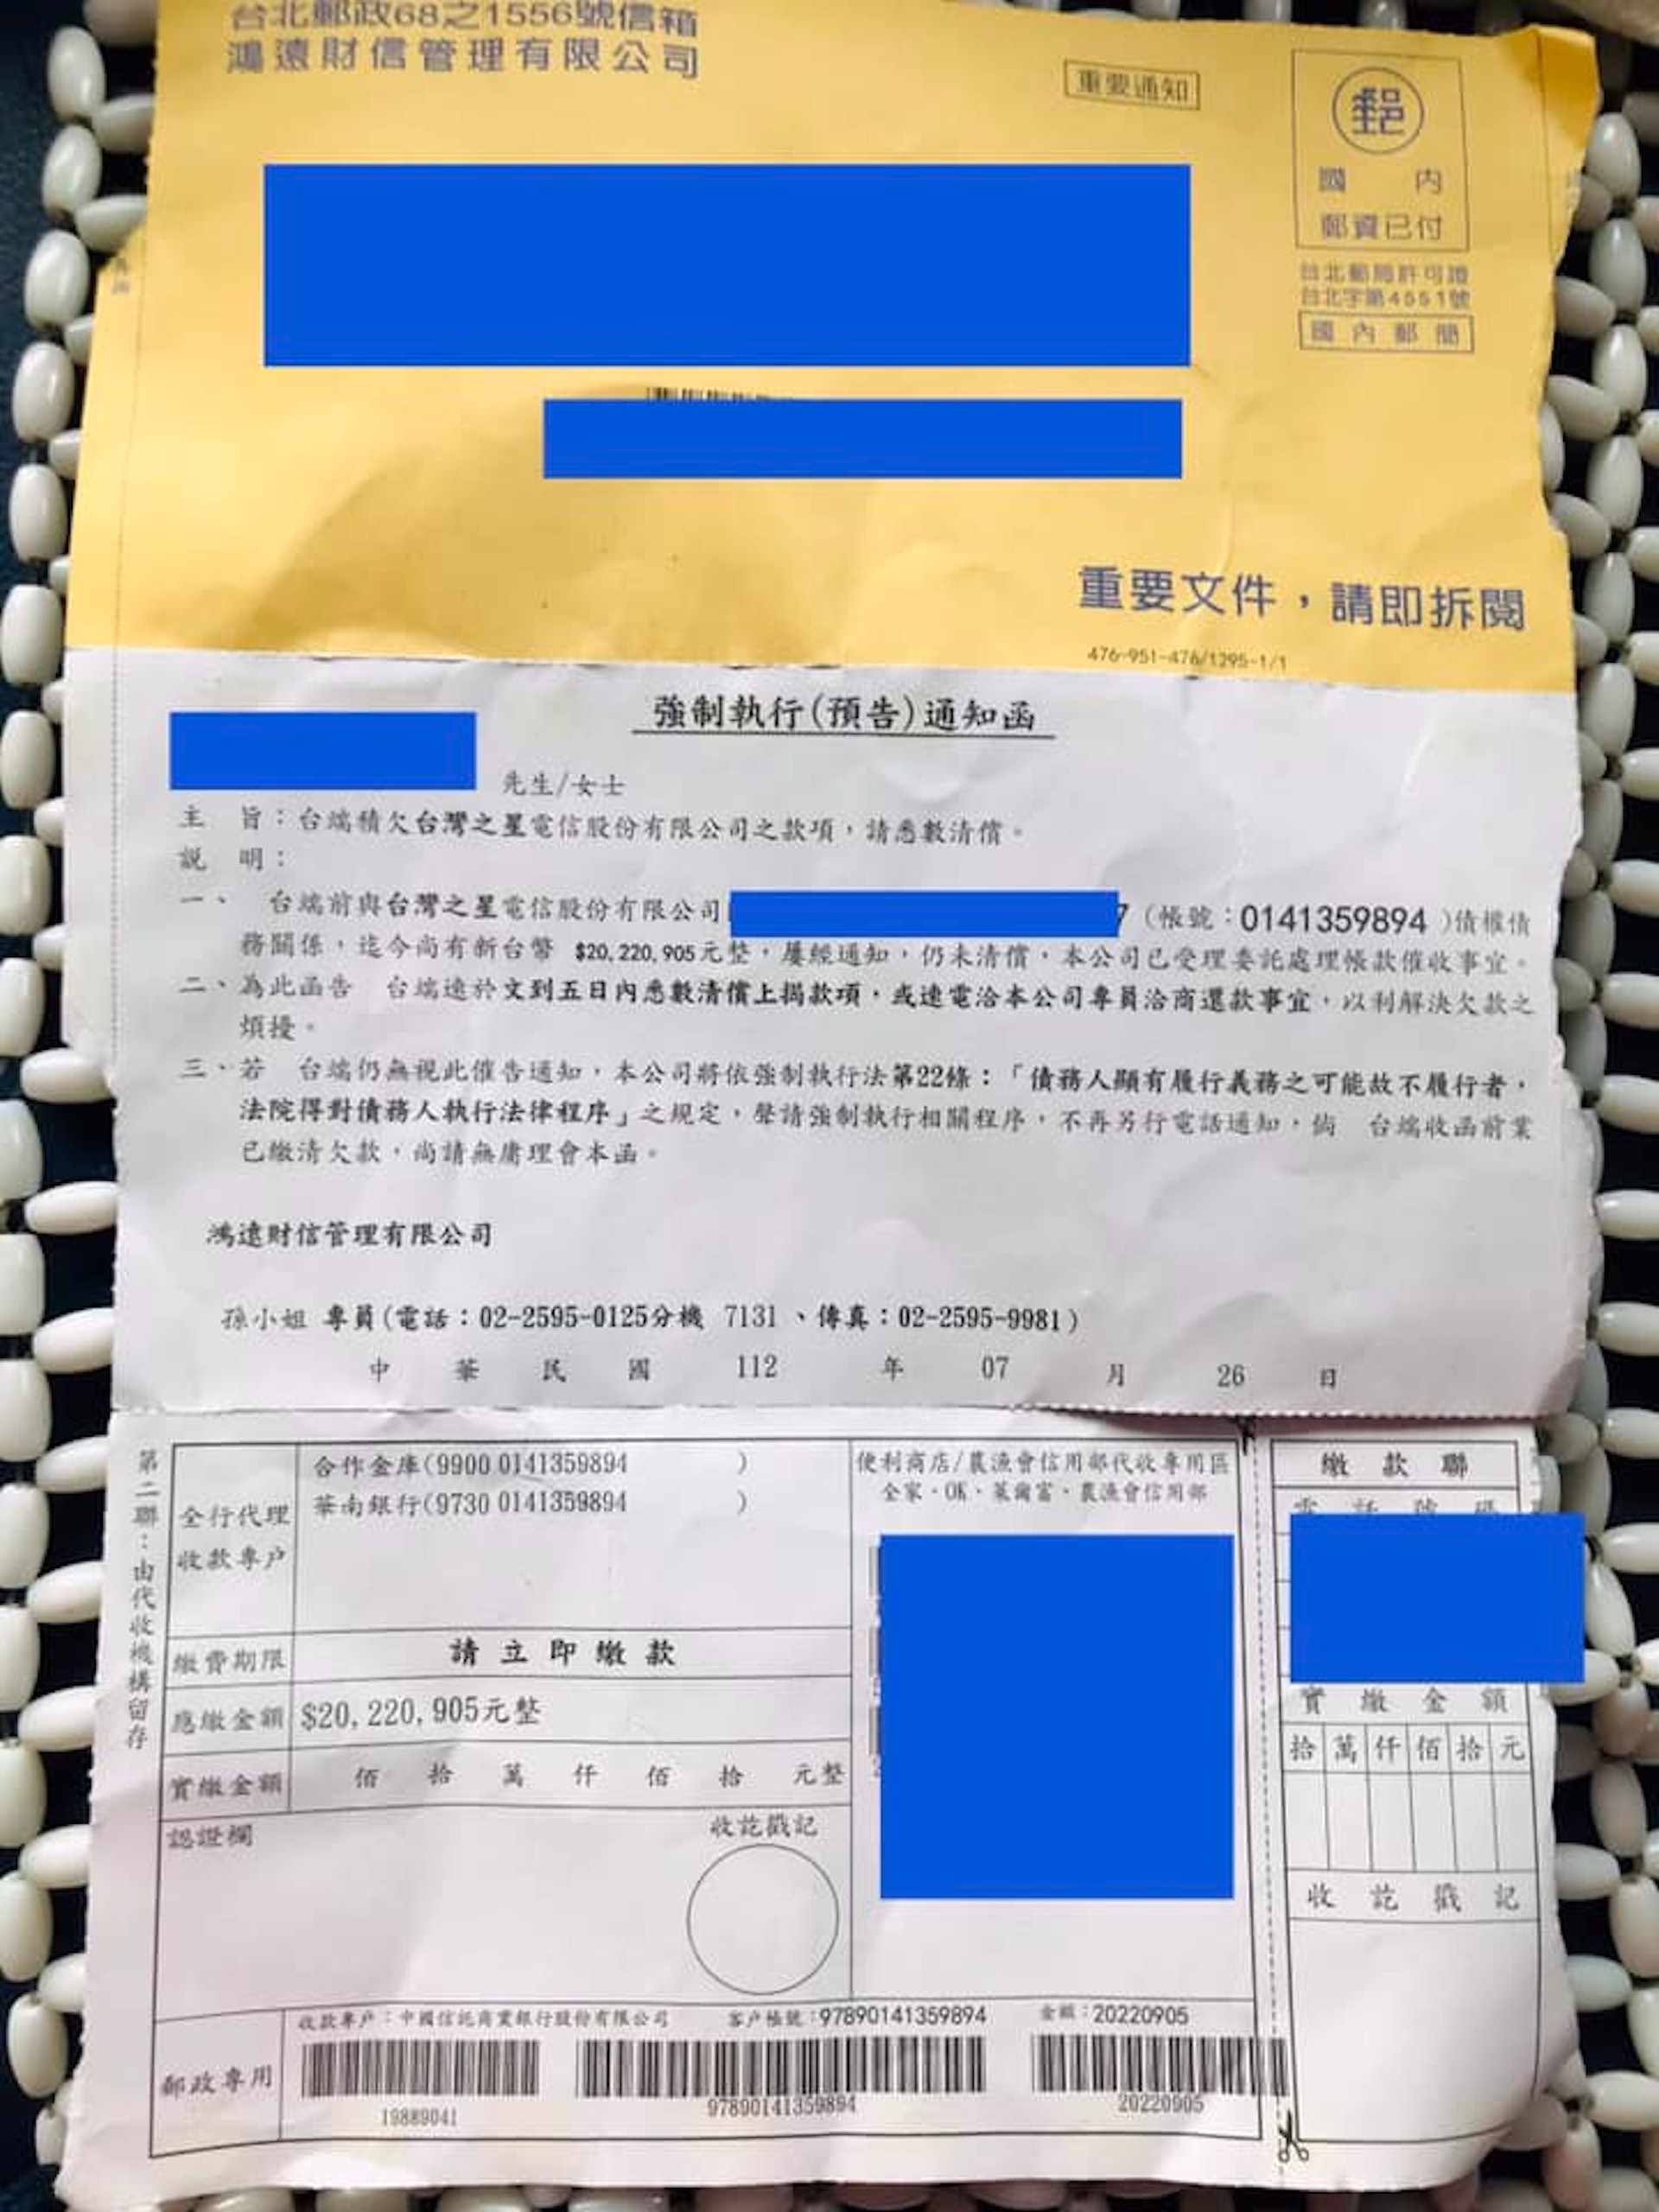 台北郵政68之1556號信箱
鴻遠財信管理有限公司
重要通知
郵
國 內
郵資已付
台北郵局許可證
台北字第4551號
國內郵簡
重要文件，請即拆閱
476-951-476/1295-1/1
強制執行(預告)通知函
先生/女士
主 旨：台端積欠台灣之星電信股份有限公司之款項，請悉數清償。
說 明：
一、 台端前與台灣之星電信股份有限公司 7 (帳號：0141359894 )債權債
務關係，迄今尚有新台幣 $20,220,905元整，屢經通知，仍未清償，本公司已受理委託處理帳款催收事宜。
二、為此函告 台端速於文到五日內悉數清償上揭款項，或速電洽本公司專員洽商還款事宜，以利解決欠款之
煩擾。
三、若 台端仍無視此催告通知，本公司將依強制執行法第22條：「債務人顯有履行義務之可能故不履行者，
法院得對債務人執行法律程序」之規定，聲請強制執行相關程序，不再另行電話通知，倘 台端收函前業
已繳清欠款，尚請無庸理會本函。
鴻遠財信管理有限公司
孫小姐 專員(電話：02-2595-0125分機 7131 、傳真：02-2595-9981)
中 華 民 國 112 年 07 月 26 日
第二聯：由代收機構留存
全行代理
收款專戶
合作金庫(9900 0141359894 )
華南銀行(9730 0141359894 )
便利商店/農漁會信用部代收專用區
全家、OK、萊爾富、農漁會信用部
繳費期限 請立即繳款
應繳金額 $20,220,905元整
實繳金額 佰 拾 萬 仟 佰 拾 元整
認證欄
收訖戳記
郵政專用
收款專戶：中國信託商業銀行股份有限公司 客戶帳號：97890141359894 金額：20220905
19889041 97890141359894 20220905
繳 款 聯
電 話 號 碼
實 繳 金 額
拾 萬 仟 佰 拾 元
收 訖 戳 記